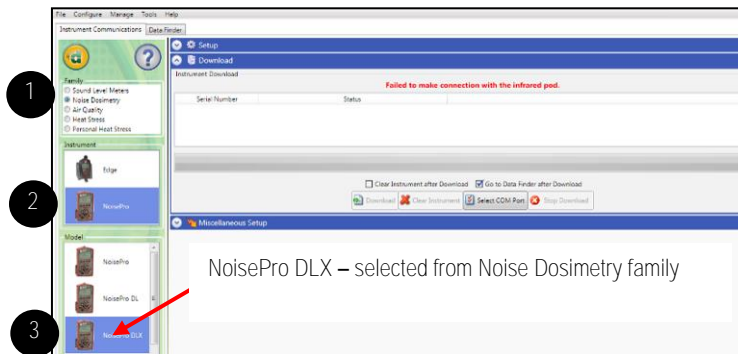 File Configure Manage Tools Help
Instrument Communications Data Finder
Setup
Download
Instrument Download
Failed to make connection with the infrared pod.
Serial Number Status
Clear Instrument after Download Go to Data Finder after Download
Download Clear Instrument Select COM Port Stop Download
Miscellaneous Setup
1
Family
Sound Level Meters
Noise Dosimetry
Air Quality
Heat Stress
Personal Heat Stress
Instrument
Edge
2
NoisePro
Model
NoisePro
NoisePro DL
3
NoisePro DLX
NoisePro DLX – selected from Noise Dosimetry family